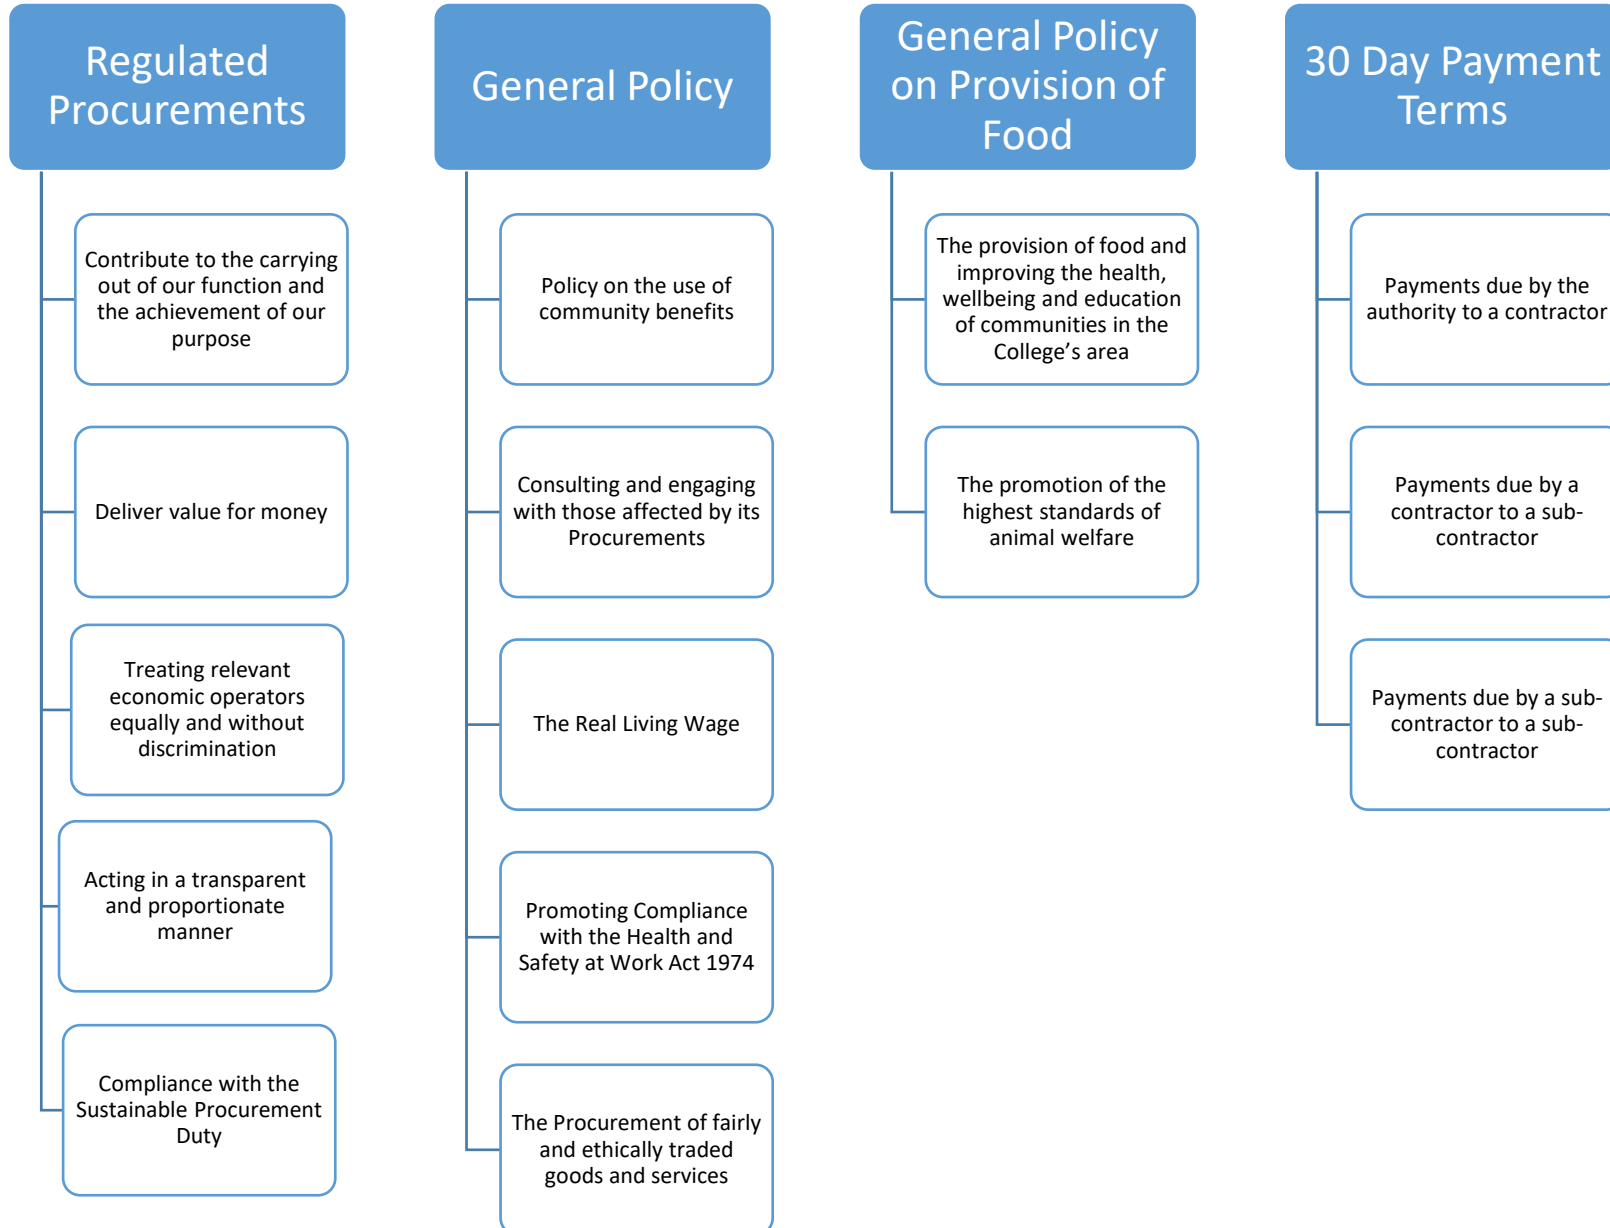 Regulated
Procurements
Contribute to the carrying
out of our function and
the achievement of our
purpose
Deliver value for money
Treating relevant
economic operators
equally and without
discrimination
Acting in a transparent
and proportionate
manner
Compliance with the
Sustainable Procurement
Duty
General Policy
Policy on the use of
community benefits
Consulting and engaging
with those affected by its
Procurements
The Real Living Wage
Promoting Compliance
with the Health and
Safety at Work Act 1974
The Procurement of fairly
and ethically traded
goods and services
General Policy
on Provision of
Food
The provision of food and
improving the health,
wellbeing and education
of communities in the
College’s area
The promotion of the
highest standards of
animal welfare
30 Day Payment
Terms
Payments due by the
authority to a contractor
Payments due by a
contractor to a sub-
contractor
Payments due by a sub-
contractor to a sub-
contractor